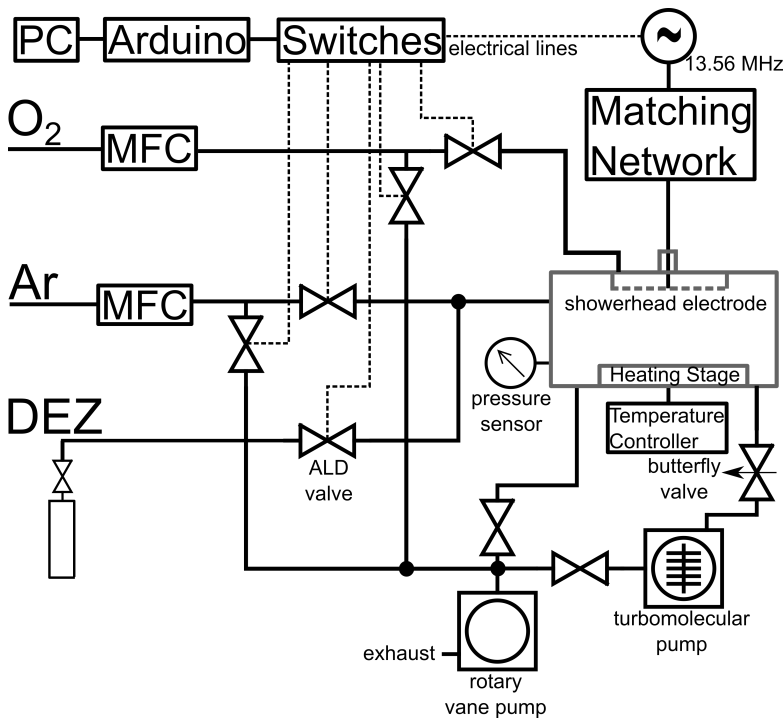 PC
Arduino
Switches
electrical lines
13.56 MHz
O2
MFC
Matching
Network
Ar
MFC
showerhead electrode
Heating Stage
pressure
sensor
Temperature
Controller
DEZ
ALD
valve
butterfly
valve
turbomolecular
pump
exhaust
rotary
vane pump